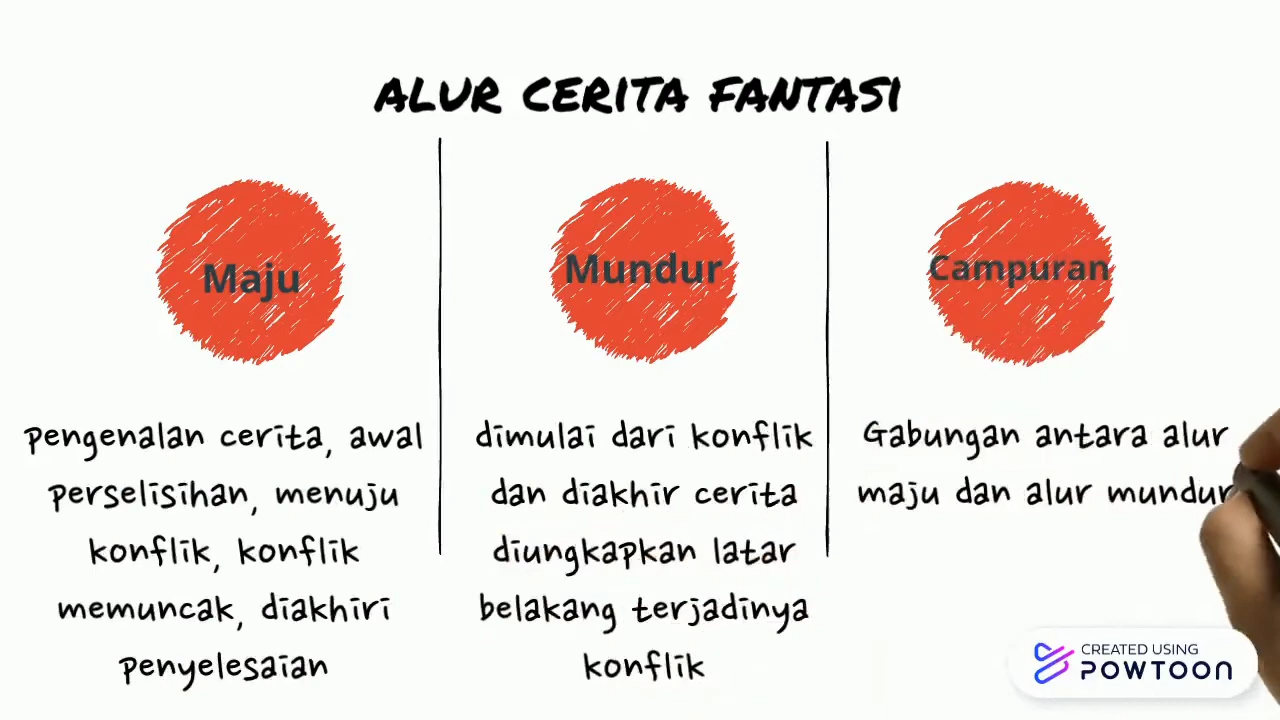 ALUR CERITA FANTASI
Maju
pengenalan cerita, awal
perselisihan, menuju
konflik, konflik
memuncak, diakhiri
penyelesaian
Mundur
dimulai dari konflik
dan diakhir cerita
diungkapkan latar
belakang terjadinya
konflik
Campuran
Gabungan antara alur
maju dan alur mundur
CREATED USING
POWTOON